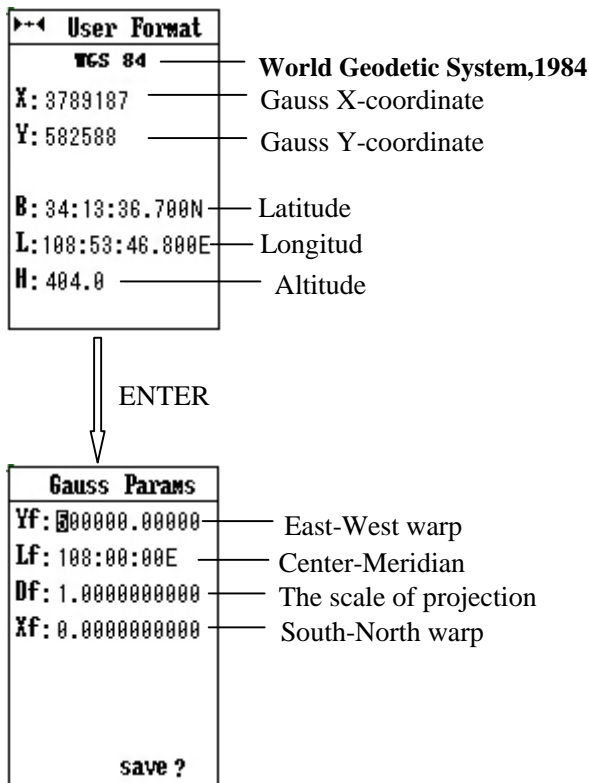 User Format
WGS 84
World Geodetic System,1984
X: 3789187
Gauss X-coordinate
Y: 582588
Gauss Y-coordinate
B: 34:13:36.700N
Latitude
L:108:53:46.800E
Longitud
H: 404.0
Altitude
ENTER
Gauss Params
Yf: 500000.00000
East-West warp
Lf: 108:00:00E
Center-Meridian
Df: 1.0000000000
The scale of projection
Xf: 0.0000000000
South-North warp
save ?